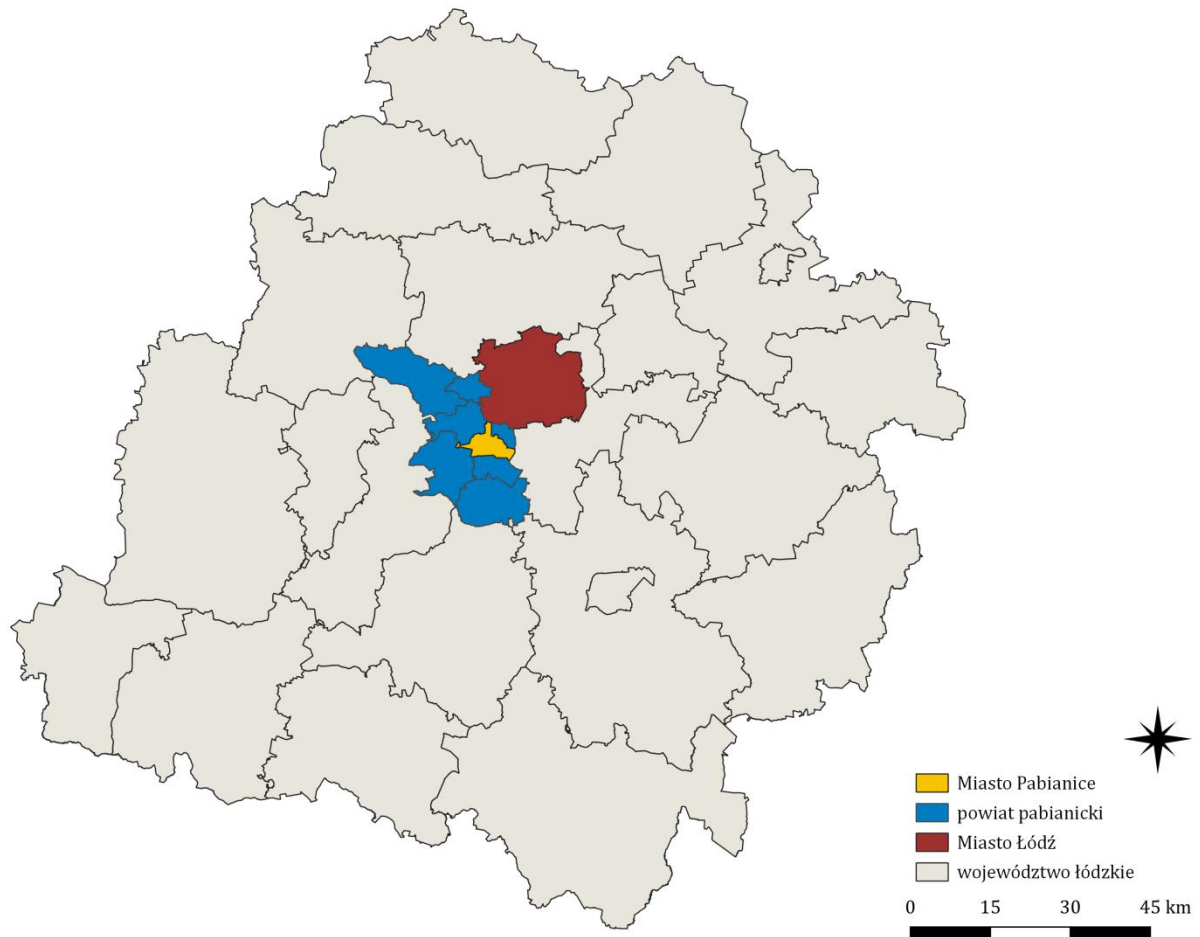 Miasto Pabianice
powiat pabianicki
Miasto Łódź
województwo łódzkie
0 15 30 45 km